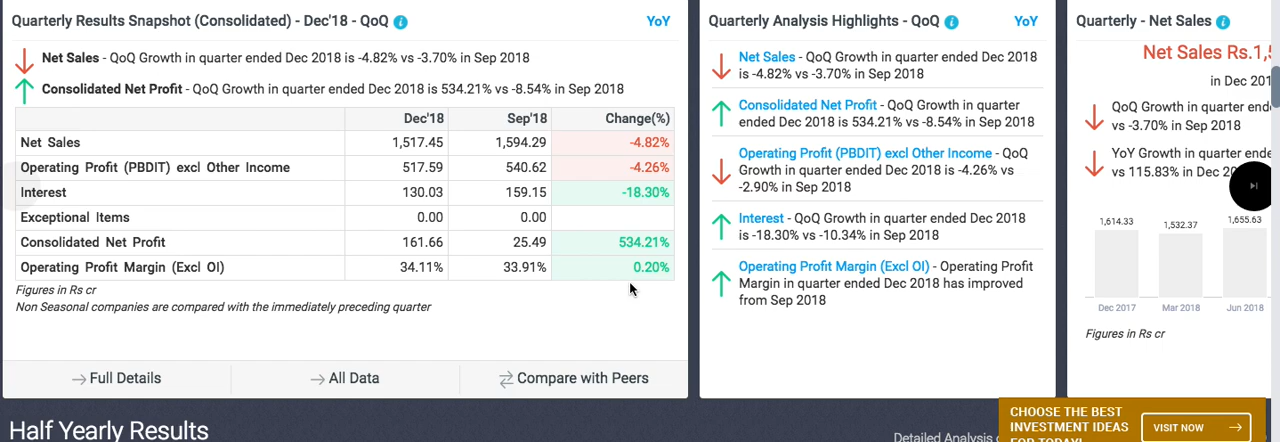 Quarterly Results Snapshot (Consolidated) - Dec'18 - QoQ
YoY
Net Sales - QoQ Growth in quarter ended Dec 2018 is -4.82% vs -3.70% in Sep 2018
Consolidated Net Profit - QoQ Growth in quarter ended Dec 2018 is 534.21% vs -8.54% in Sep 2018
Dec'18 Sep'18 Change(%)
Net Sales 1,517.45 1,594.29 -4.82%
Operating Profit (PBDIT) excl Other Income 517.59 540.62 -4.26%
Interest 130.03 159.15 -18.30%
Exceptional Items 0.00 0.00
Consolidated Net Profit 161.66 25.49 534.21%
Operating Profit Margin (Excl OI) 34.11% 33.91% 0.20%
Figures in Rs cr
Non Seasonal companies are compared with the immediately preceding quarter
Full Details
All Data
Compare with Peers
Quarterly Analysis Highlights - QoQ
YoY
Net Sales - QoQ Growth in quarter ended Dec 2018
is -4.82% vs -3.70% in Sep 2018
Consolidated Net Profit - QoQ Growth in quarter
ended Dec 2018 is 534.21% vs -8.54% in Sep 2018
Operating Profit (PBDIT) excl Other Income - QoQ
Growth in quarter ended Dec 2018 is -4.26% vs
-2.90% in Sep 2018
Interest - QoQ Growth in quarter ended Dec 2018
is -18.30% vs -10.34% in Sep 2018
Operating Profit Margin (Excl OI) - Operating Profit
Margin in quarter ended Dec 2018 has improved
from Sep 2018
Quarterly - Net Sales
Net Sales Rs.1,5
in Dec 201
QoQ Growth in quarter ende
vs -3.70% in Sep 2018
YoY Growth in quarter ende
vs 115.83% in Dec 20
1,614.33 1,532.37 1,655.63
Dec 2017 Mar 2018 Jun 2018
Figures in Rs cr
Half Yearly Results
Detailed Analysis
CHOOSE THE BEST
INVESTMENT IDEAS
FOR TODAY!
VISIT NOW